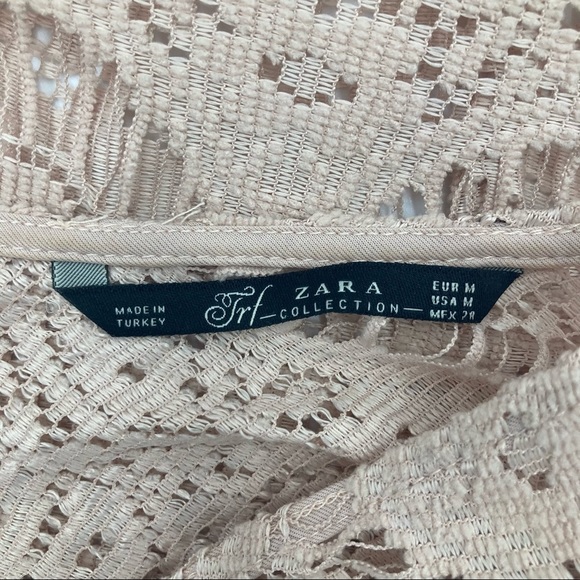 MADE IN
TURKEY
Trf ZARA
COLLECTION
EUR M
USA M
MEX 28